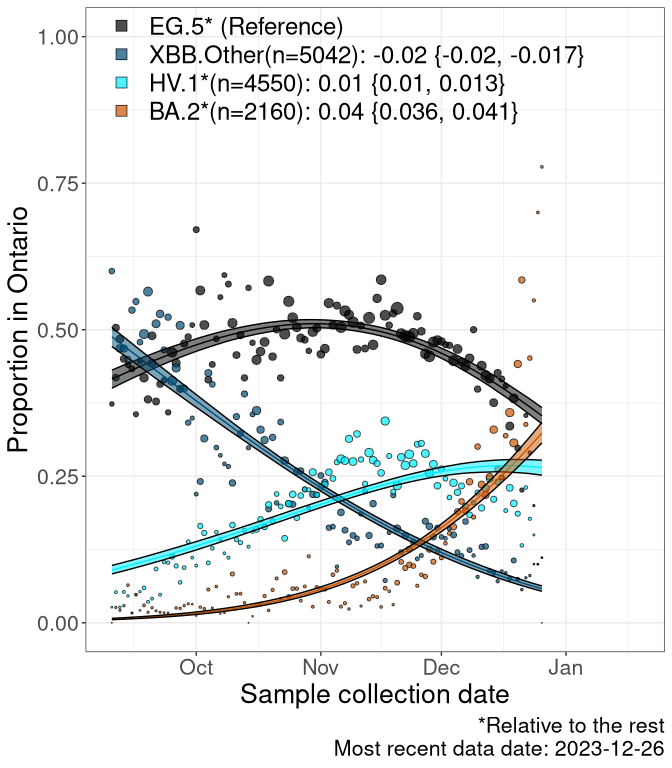 EG.5* (Reference)
XBB.Other(n=5042): -0.02 {-0.02, -0.017}
HV.1*(n=4550): 0.01 {0.01, 0.013}
BA.2*(n=2160): 0.04 {0.036, 0.041}
1.00
0.75
0.50
0.25
0.00
Proportion in Ontario
Oct Nov Dec Jan
Sample collection date
*Relative to the rest
Most recent data date: 2023-12-26